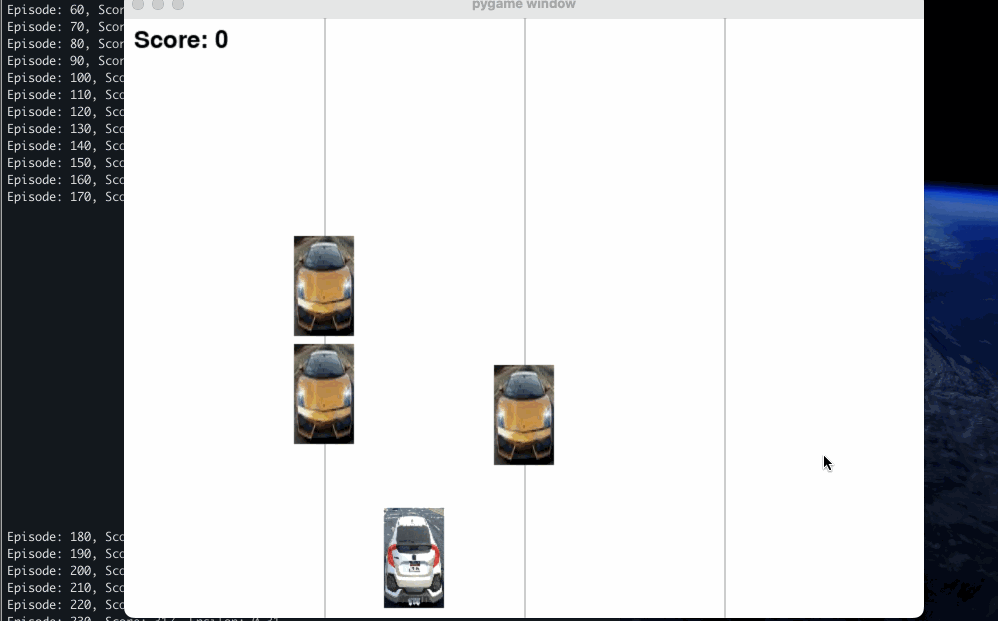 pygame window
Score: 0
Episode: 60, Scor
Episode: 70, Scor
Episode: 80, Scor
Episode: 90, Scor
Episode: 100, Sco
Episode: 110, Sco
Episode: 120, Sco
Episode: 130, Sco
Episode: 140, Sco
Episode: 150, Sco
Episode: 160, Sco
Episode: 170, Sco
Episode: 180, Sco
Episode: 190, Sco
Episode: 200, Sco
Episode: 210, Sco
Episode: 220, Sco